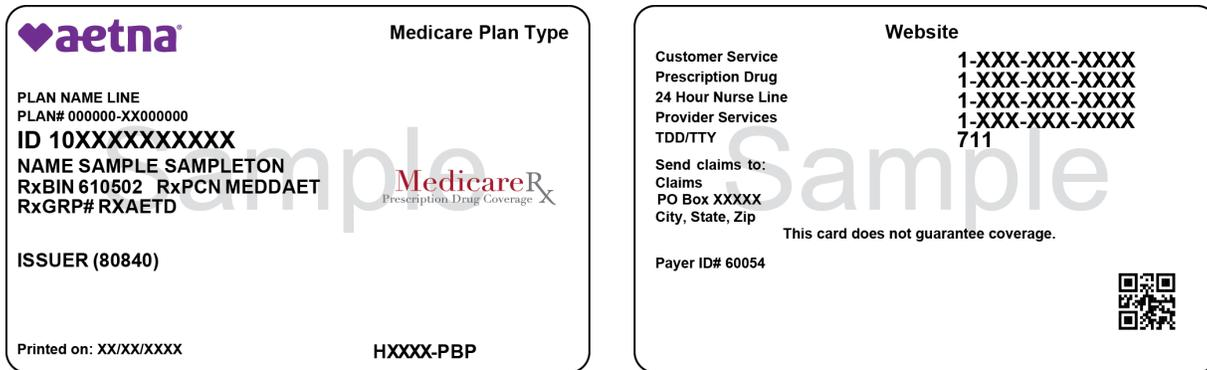 aetna®
Medicare Plan Type
PLAN NAME LINE
PLAN# 000000-XX000000
ID 10XXXXXXXXXX
NAME SAMPLE SAMPLETON
RxBIN 610502 RxPCN MEDDAET
RxGRP# RXAETD
MedicareRx
Prescription Drug Coverage
ISSUER (80840)
Printed on: XX/XX/XXXX
HXXXX-PBP
Sample
Website
Customer Service 1-XXX-XXX-XXXX
Prescription Drug 1-XXX-XXX-XXXX
24 Hour Nurse Line 1-XXX-XXX-XXXX
Provider Services 1-XXX-XXX-XXXX
TDD/TTY 711
Send claims to:
Claims
PO Box XXXXX
City, State, Zip
This card does not guarantee coverage.
Payer ID# 60054
Sample